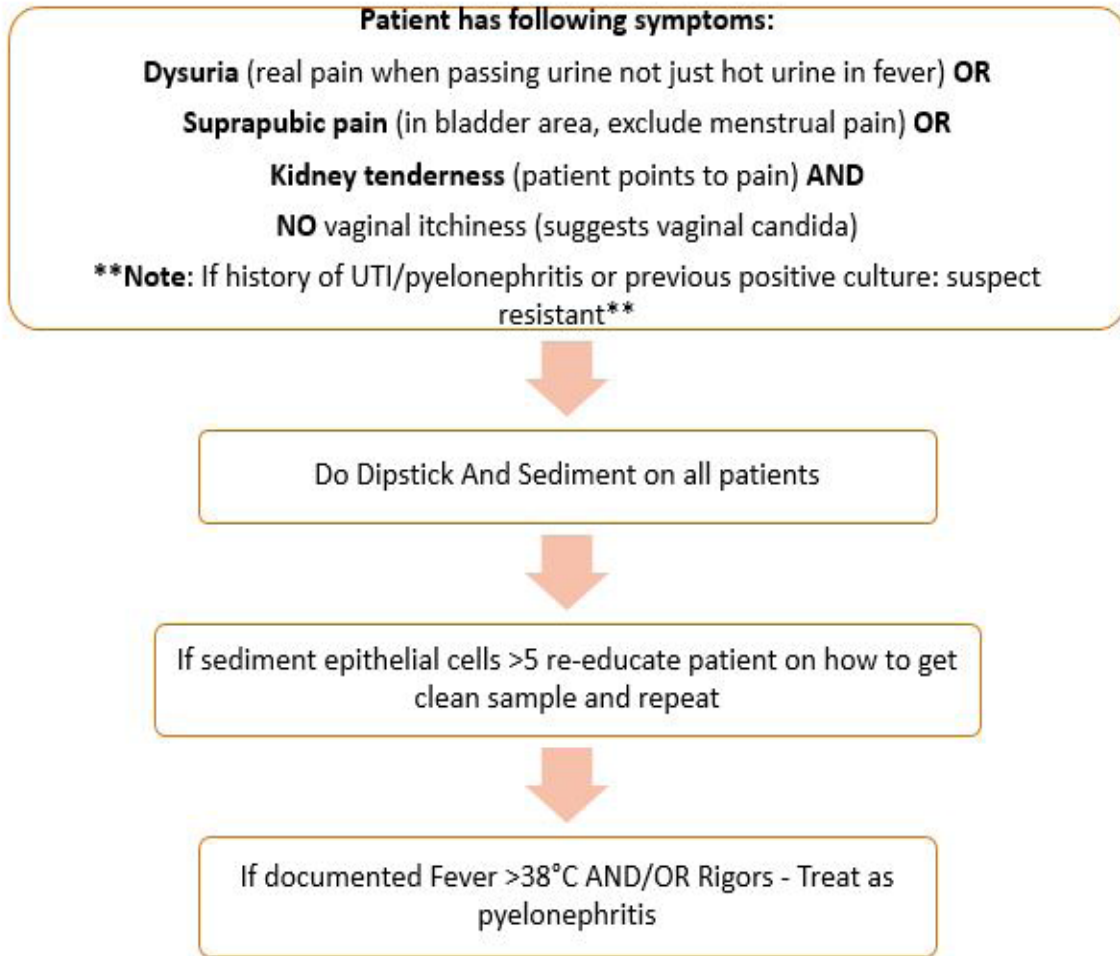 Patient has following symptoms:
Dysuria (real pain when passing urine not just hot urine in fever) OR
Suprapubic pain (in bladder area, exclude menstrual pain) OR
Kidney tenderness (patient points to pain) AND
NO vaginal itchiness (suggests vaginal candida)
**Note: If history of UTI/pyelonephritis or previous positive culture: suspect
resistant**
Do Dipstick And Sediment on all patients
If sediment epithelial cells >5 re-educate patient on how to get
clean sample and repeat
If documented Fever >38°C AND/OR Rigors - Treat as
pyelonephritis